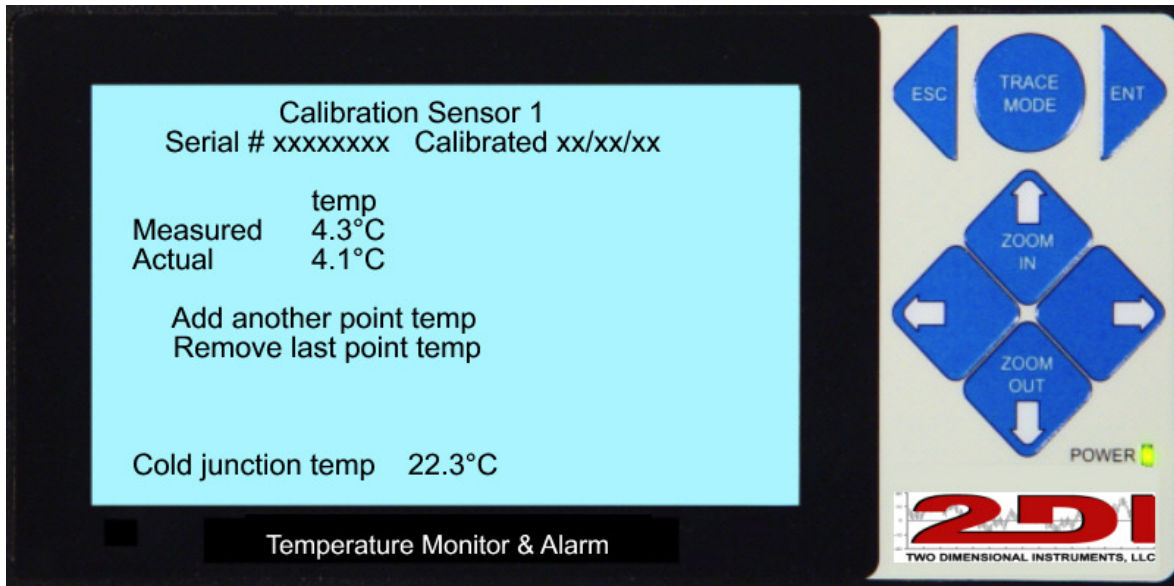 Calibration Sensor 1
Serial # xxxxxxxx Calibrated xx/xx/xx
temp
Measured 4.3°C
Actual 4.1°C
Add another point temp
Remove last point temp
Cold junction temp 22.3°C
Temperature Monitor & Alarm
ESC
TRACE
MODE
ENT
ZOOM
IN
ZOOM
OUT
POWER
2DI
TWO DIMENSIONAL INSTRUMENTS, LLC